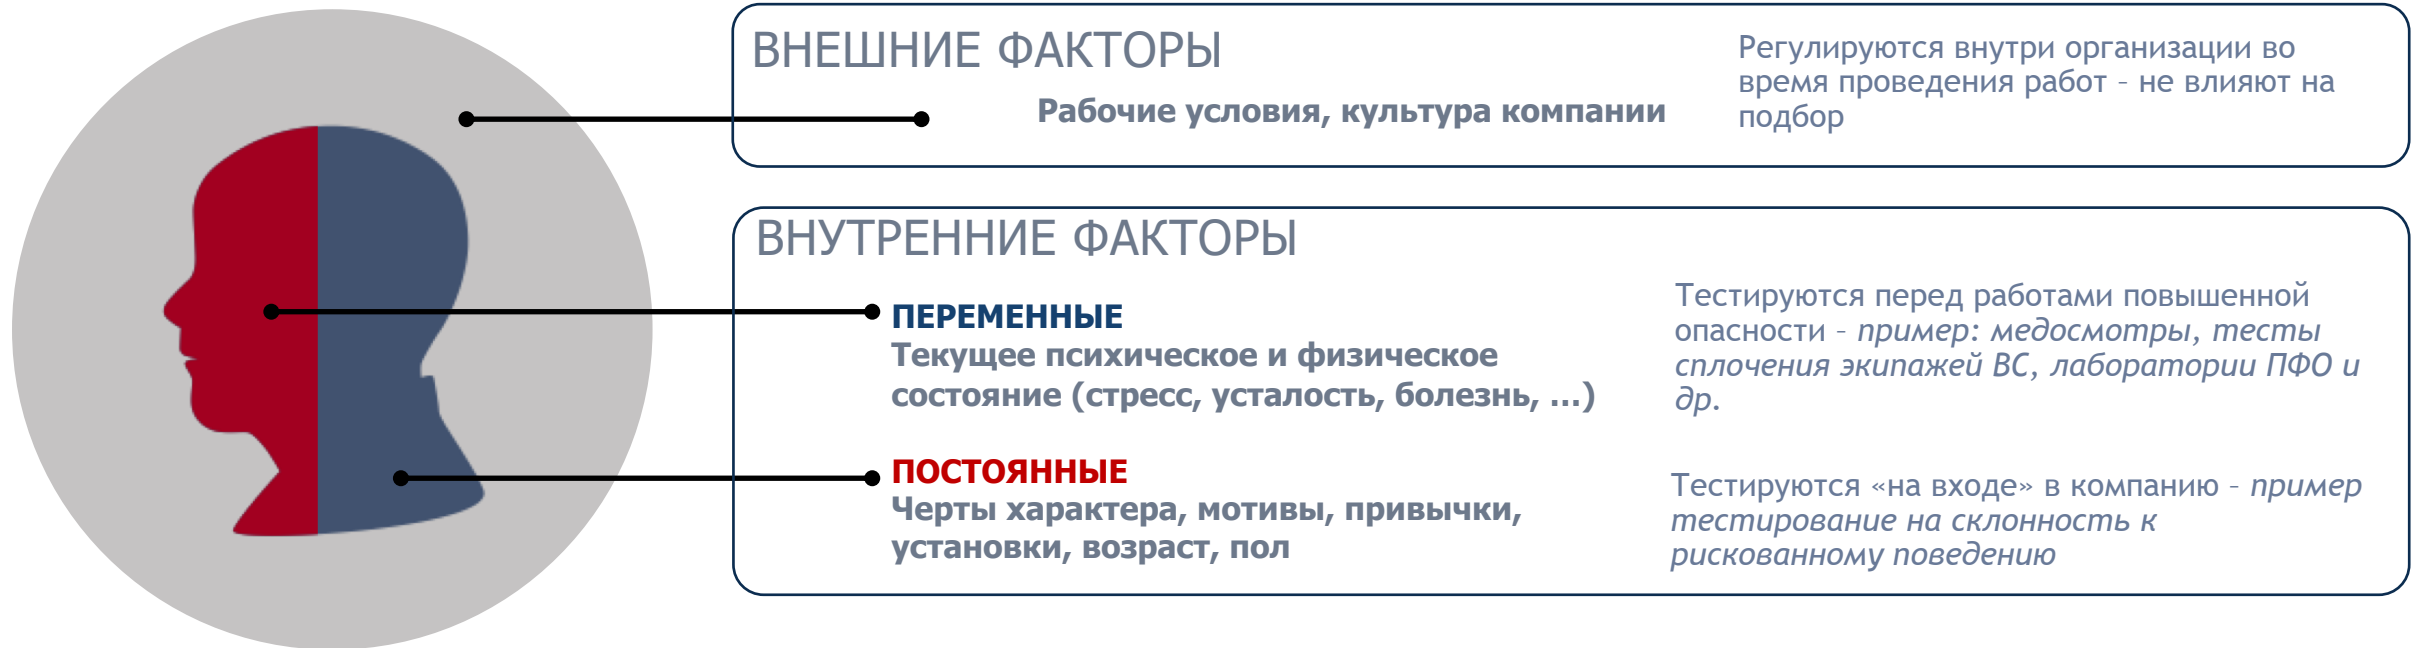 ВНЕШНИЕ ФАКТОРЫ
Рабочие условия, культура компании
Регулируются внутри организации во
время проведения работ – не влияют на
подбор
ВНУТРЕННИЕ ФАКТОРЫ
ПЕРЕМЕННЫЕ
Текущее психическое и физическое
состояние (стресс, усталость, болезнь, ...)
Тестируются перед работами повышенной
опасности – пример: медосмотры, тесты
сплочения экипажей ВС, лаборатории ПФО и
др.
ПОСТОЯННЫЕ
Черты характера, мотивы, привычки,
установки, возраст, пол
Тестируются «на входе» в компанию – пример
тестирование на склонность к
рискованному поведению